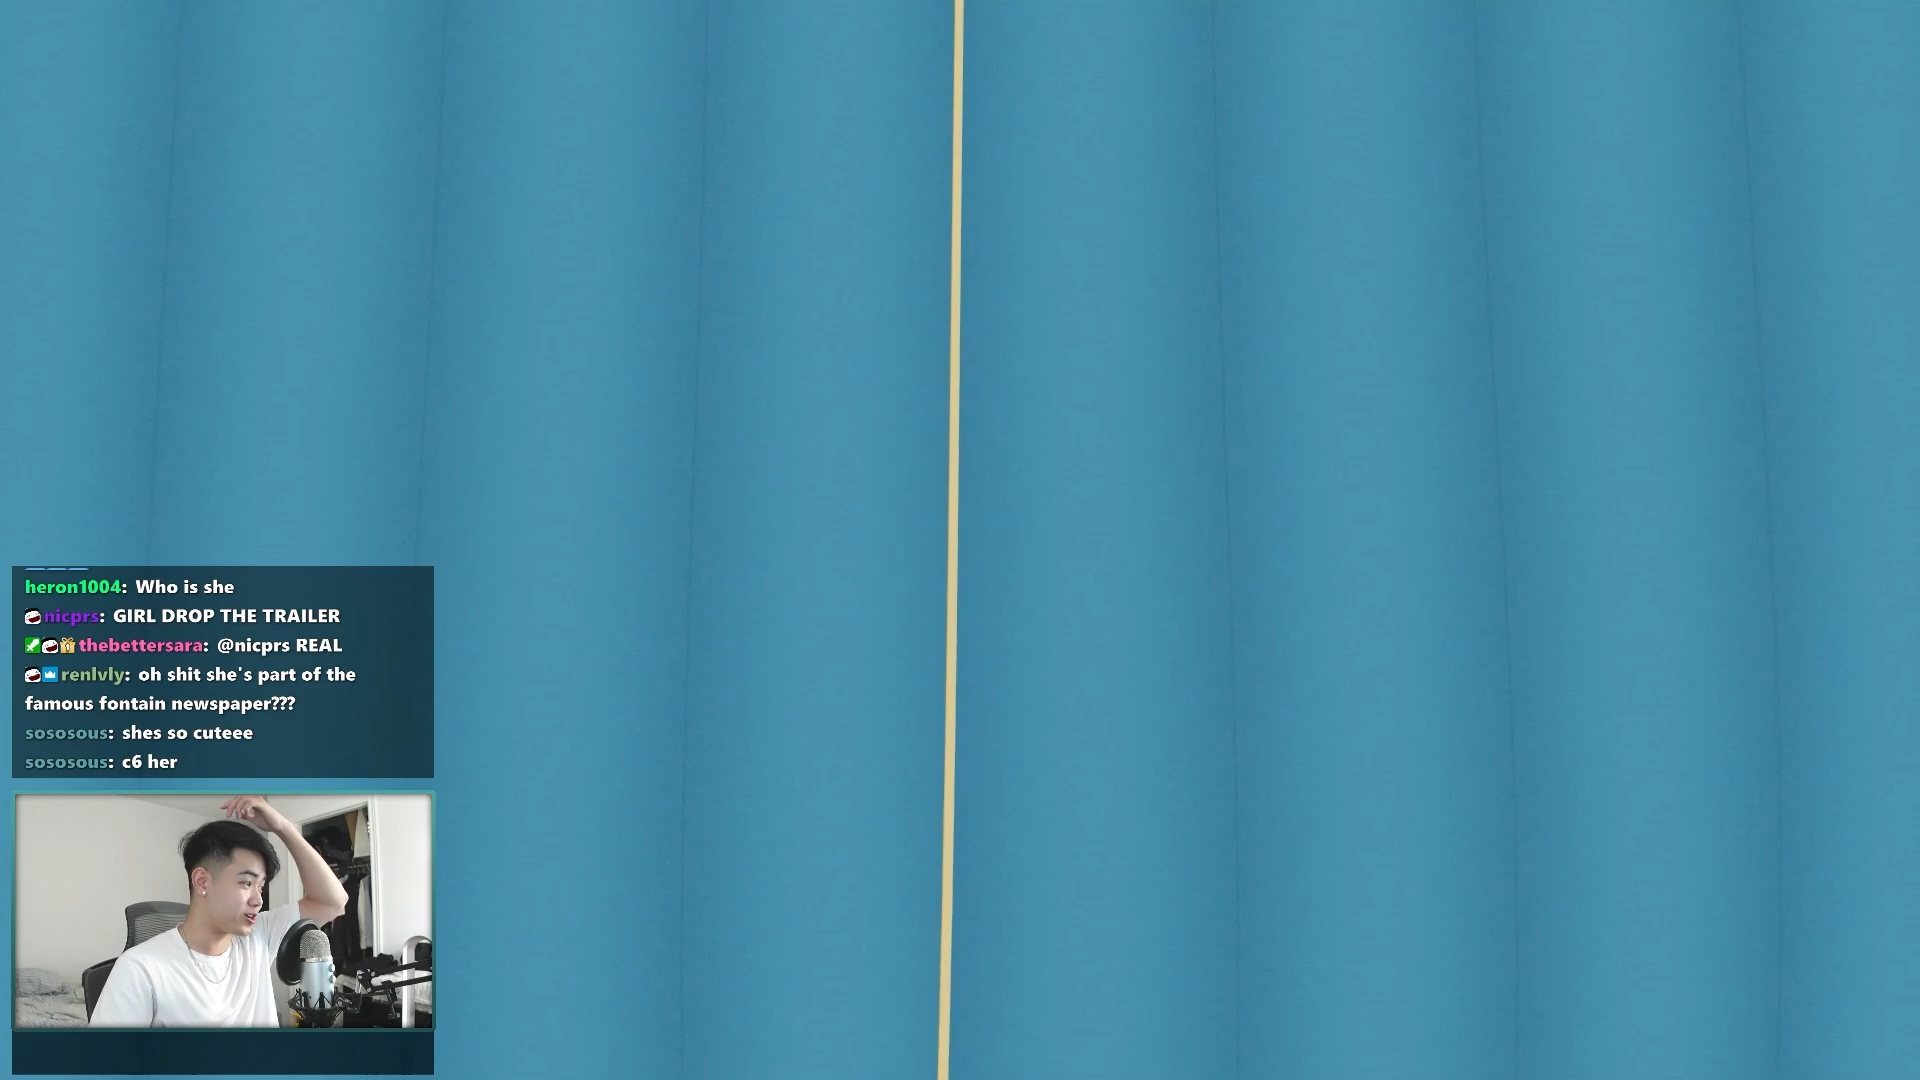 heron1004: Who is she
nicprs: GIRL DROP THE TRAILER
thebettersara: @nicprs REAL
renlvly: oh shit she's part of the
famous fontain newspaper???
sososous: shes so cuteee
sososous: c6 her